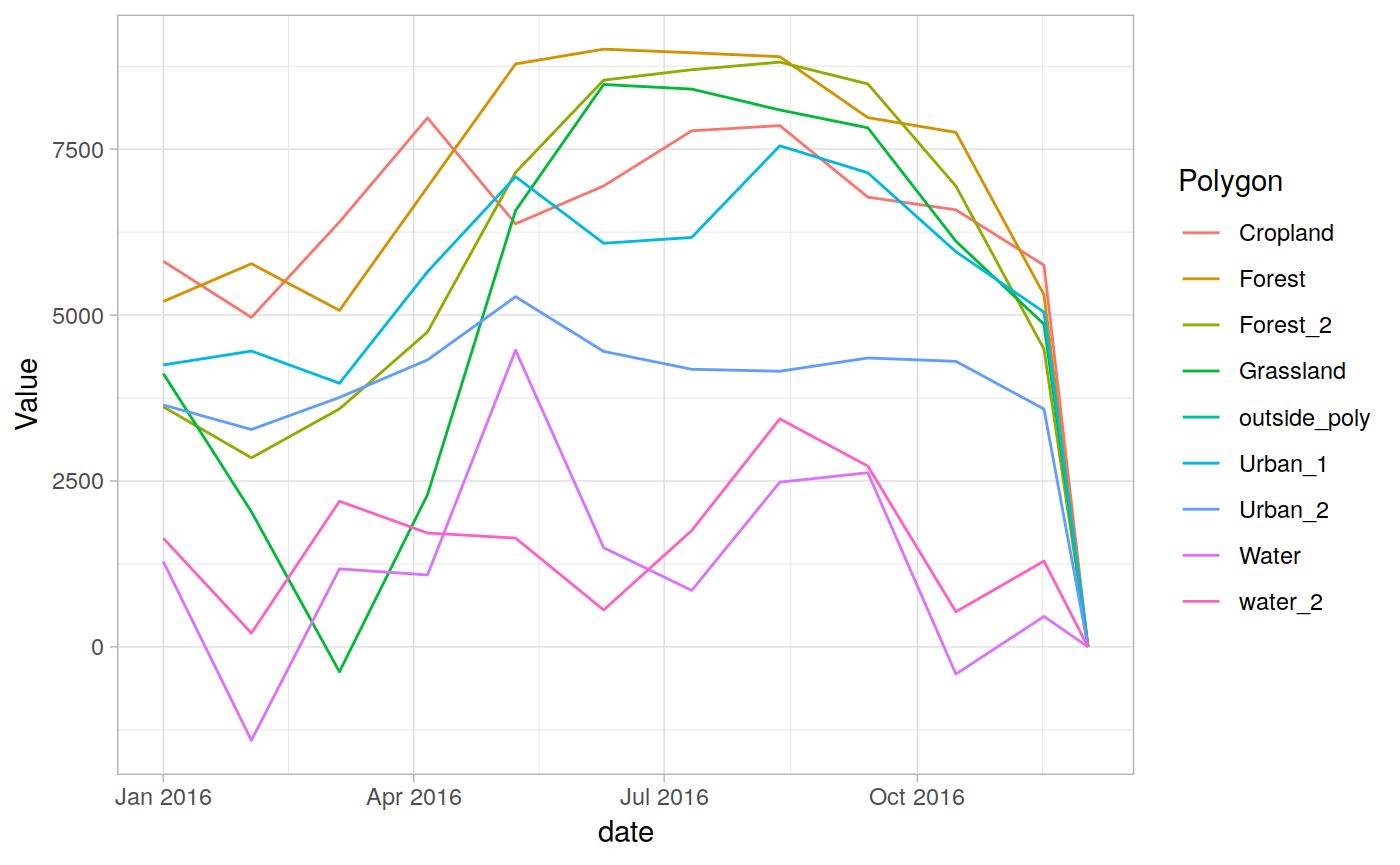 Value
7500
5000
2500
0
Jan 2016
Apr 2016
Jul 2016
Oct 2016
date
Polygon
Cropland
Forest
Forest_2
Grassland
outside_poly
Urban_1
Urban_2
Water
water_2